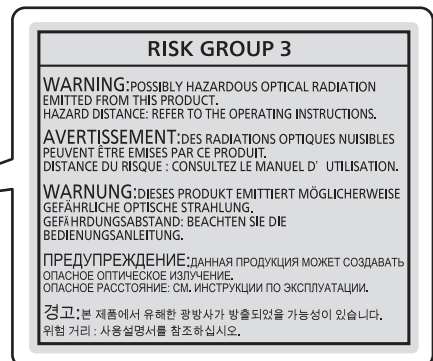 RISK GROUP 3
WARNING:POSSIBLY HAZARDOUS OPTICAL RADIATION
EMITTED FROM THIS PRODUCT.
HAZARD DISTANCE: REFER TO THE OPERATING INSTRUCTIONS.
AVERTISSEMENT:DES RADIATIONS OPTIQUES NUISIBLES
PEUVENT ÊTRE EMISES PAR CE PRODUIT.
DISTANCE DU RISQUE : CONSULTEZ LE MANUEL D' UTILISATION.
WARNUNG:DIESES PRODUKT EMITTIERT MÖGLICHERWEISE
GEFÄHRLICHE OPTISCHE STRAHLUNG.
GEFÄHRDUNGSABSTAND: BEACHTEN SIE DIE
BEDIENUNGSANLEITUNG.
ПРЕДУПРЕЖДЕНИЕ:ДАННАЯ ПРОДУКЦИЯ МОЖЕТ СОЗДАВАТЬ
ОПАСНОЕ ОПТИЧЕСКОЕ ИЗЛУЧЕНИЕ.
ОПАСНОЕ РАССТОЯНИЕ: СМ. ИНСТРУКЦИИ ПО ЭКСПЛУАТАЦИИ.
경고:본 제품에서 유해한 광방사가 방출되었을 가능성이 있습니다.
위험 거리 : 사용설명서를 참조하십시오.